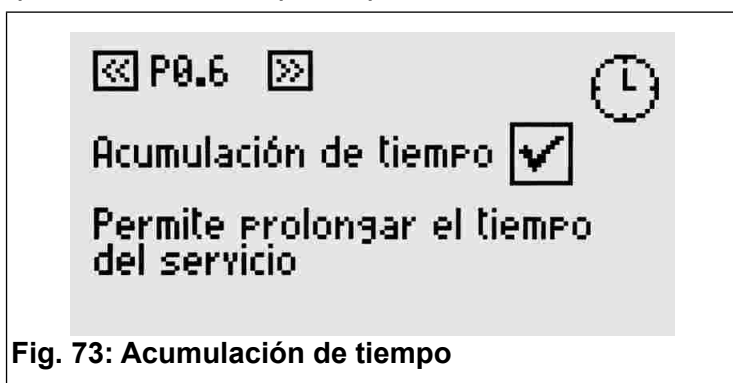 ≪ P0.6 ≫
Acumulación de tiempo ✓
Permite prolongar el tiempo
del servicio
Fig. 73: Acumulación de tiempo